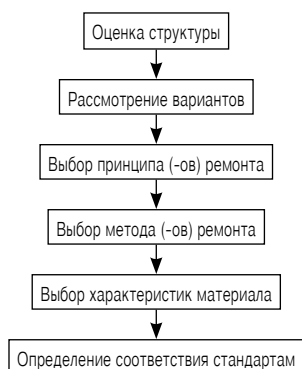 Оценка структуры
Рассмотрение вариантов
Выбор принципа (-ов) ремонта
Выбор метода (-ов) ремонта
Выбор характеристик материала
Определение соответствия стандартам